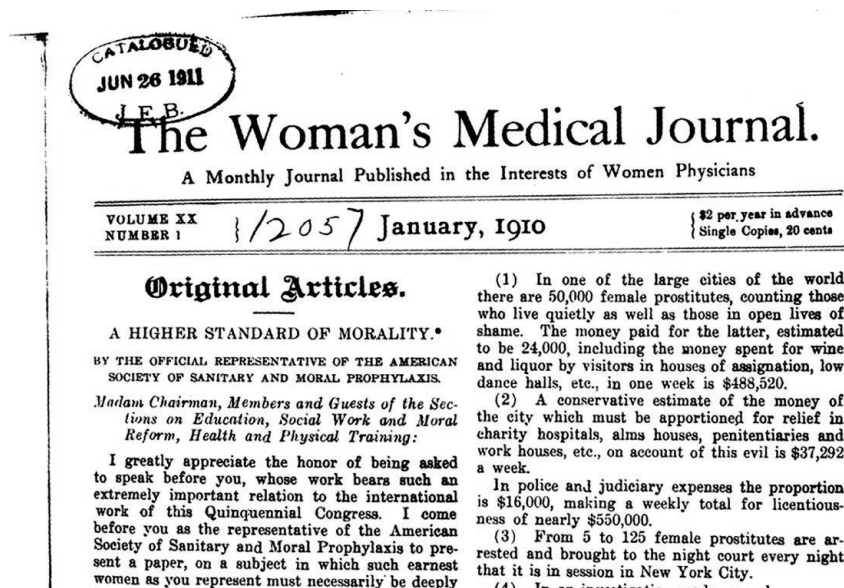 CATALOGUED
JUN 26 1911
J.F.B.
The Woman's Medical Journal.
A Monthly Journal Published in the Interests of Women Physicians
VOLUME XX
NUMBER 1
12057
January, 1910
$2 per year in advance
Single Copies, 20 cents
Original Articles.
A HIGHER STANDARD OF MORALITY.*
BY THE OFFICIAL REPRESENTATIVE OF THE AMERICAN
SOCIETY OF SANITARY AND MORAL PROPHYLAXIS.
Madam Chairman, Members and Guests of the Sec-
tions on Education, Social Work and Moral
Reform, Health and Physical Training:
I greatly appreciate the honor of being asked
to speak before you, whose work bears such an
extremely important relation to the international
work of this Quinquennial Congress. I come
before you as the representative of the American
Society of Sanitary and Moral Prophylaxis to pre-
sent a paper, on a subject in which such earnest
women as you represent must necessarily be deeply
(1) In one of the large cities of the world
there are 50,000 female prostitutes, counting those
who live quietly as well as those in open lives of
shame. The money paid for the latter, estimated
to be 24,000, including the money spent for wine
and liquor by visitors in houses of assignation, low
dance halls, etc., in one week is $488,520.
(2) A conservative estimate of the money of
the city which must be apportioned for relief in
charity hospitals, alms houses, penitentiaries and
work houses, etc., on account of this evil is $37,292
a week.
In police and judiciary expenses the proportion
is $16,000, making a weekly total for licentious-
ness of nearly $550,000.
(3) From 5 to 125 female prostitutes are ar-
rested and brought to the night court every night
that it is in session in New York City.